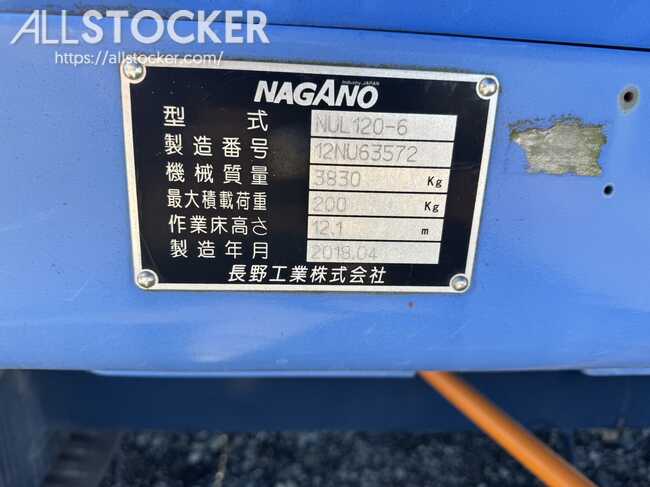 ALLSTOCKER
https://allstocker.com/
NAGANO
Industry JAPAN
型式 NUL120-6
製造番号 12NU63572
機械質量 3830 Kg
最大積載荷重 200 Kg
作業床高さ 12.1 m
製造年月 2018.04
長野工業株式会社